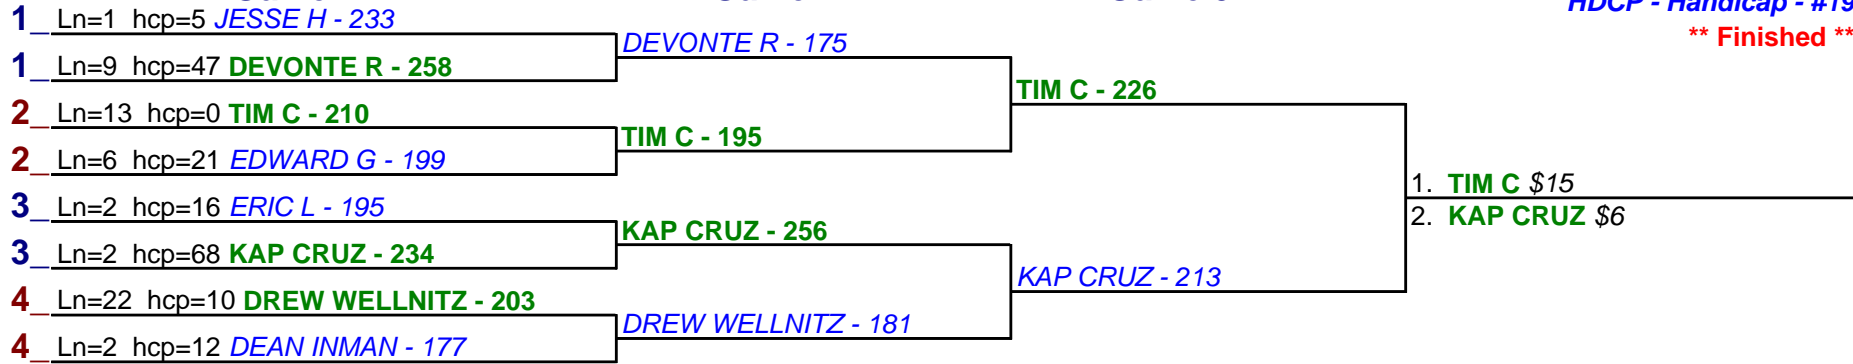 HDCP - Handicap - #19
** Finished **
1_ Ln=1 hcp=5 JESSE H - 233
1_ Ln=9 hcp=47 DEVONTE R - 258
2_ Ln=13 hcp=0 TIM C - 210
2_ Ln=6 hcp=21 EDWARD G - 199
3_ Ln=2 hcp=16 ERIC L - 195
3_ Ln=2 hcp=68 KAP CRUZ - 234
4_ Ln=22 hcp=10 DREW WELLNITZ - 203
4_ Ln=2 hcp=12 DEAN INMAN - 177
DEVONTE R - 175
TIM C - 195
KAP CRUZ - 256
DREW WELLNITZ - 181
TIM C - 226
KAP CRUZ - 213
1. TIM C $15
2. KAP CRUZ $6